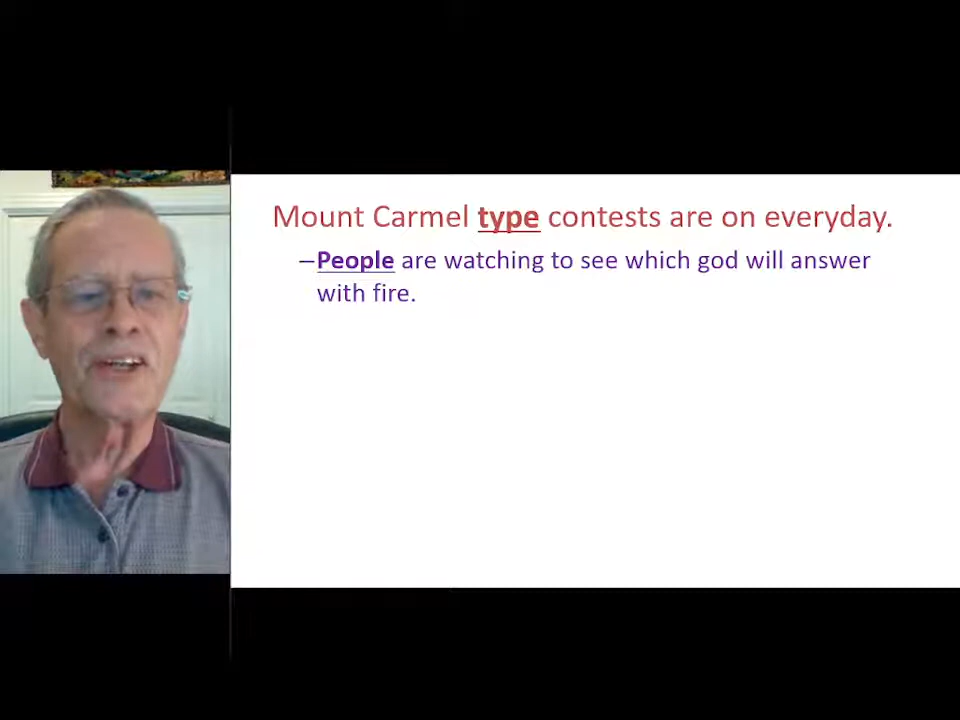 Mount Carmel type contests are on everyday.
–People are watching to see which god will answer
with fire.